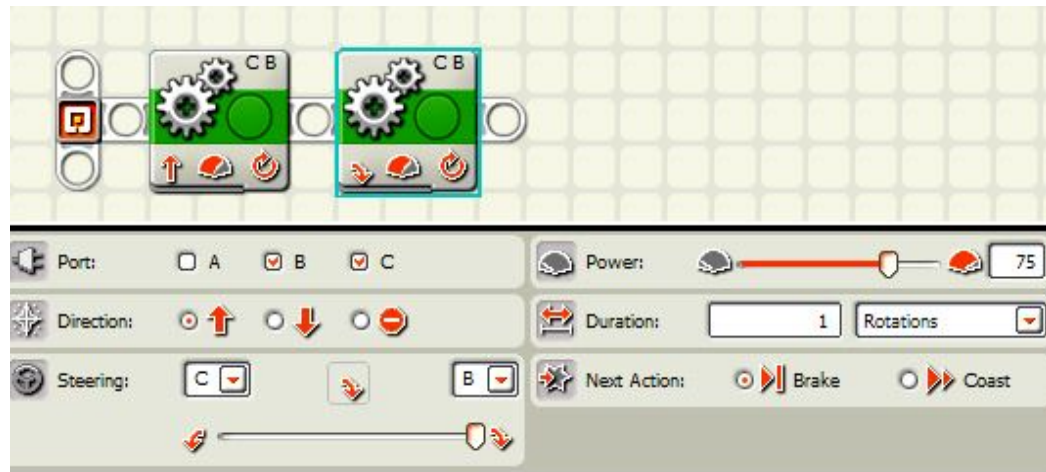 C B
C B
Port: A B C
Power: 75
Direction:
Duration: 1 Rotations
Steering: C B
Next Action: Brake Coast